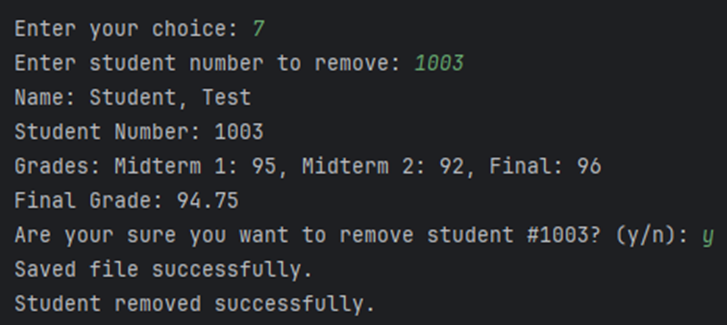 Enter your choice: 7
Enter student number to remove: 1003
Name: Student, Test
Student Number: 1003
Grades: Midterm 1: 95, Midterm 2: 92, Final: 96
Final Grade: 94.75
Are your sure you want to remove student #1003? (y/n): y
Saved file successfully.
Student removed successfully.